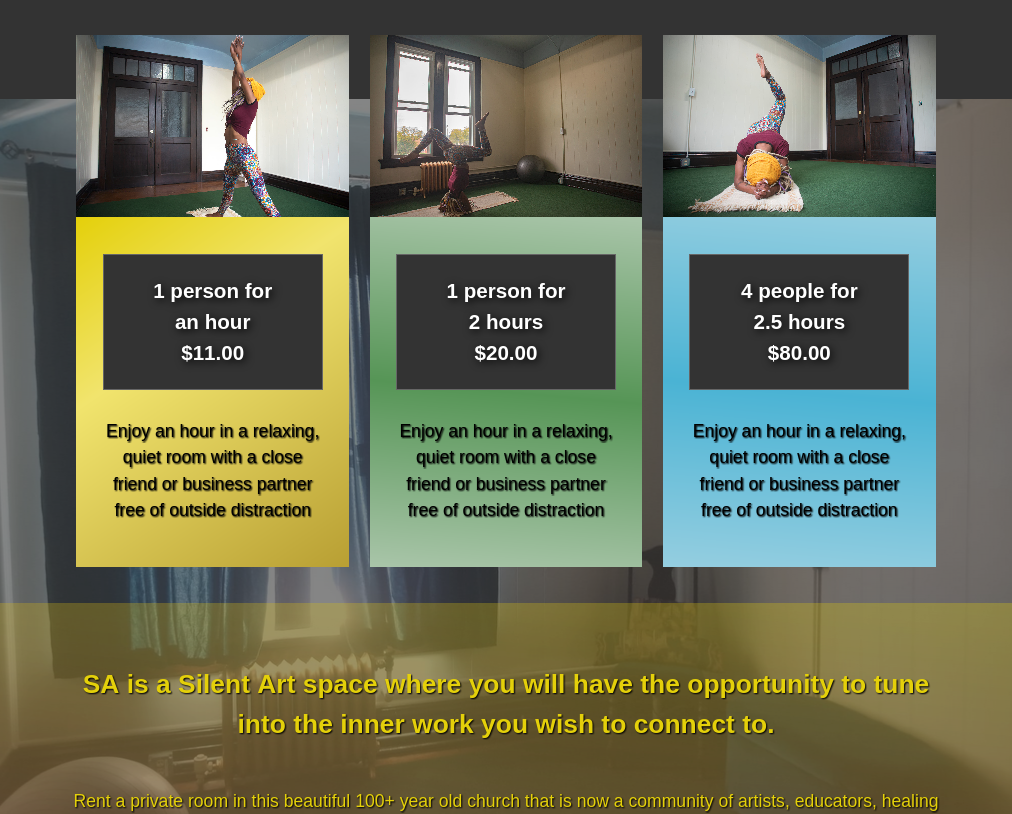 1 person for
an hour
$11.00
Enjoy an hour in a relaxing,
quiet room with a close
friend or business partner
free of outside distraction
1 person for
2 hours
$20.00
Enjoy an hour in a relaxing,
quiet room with a close
friend or business partner
free of outside distraction
4 people for
2.5 hours
$80.00
Enjoy an hour in a relaxing,
quiet room with a close
friend or business partner
free of outside distraction
SA is a Silent Art space where you will have the opportunity to tune
into the inner work you wish to connect to.
Rent a private room in this beautiful 100+ year old church that is now a community of artists, educators, healing